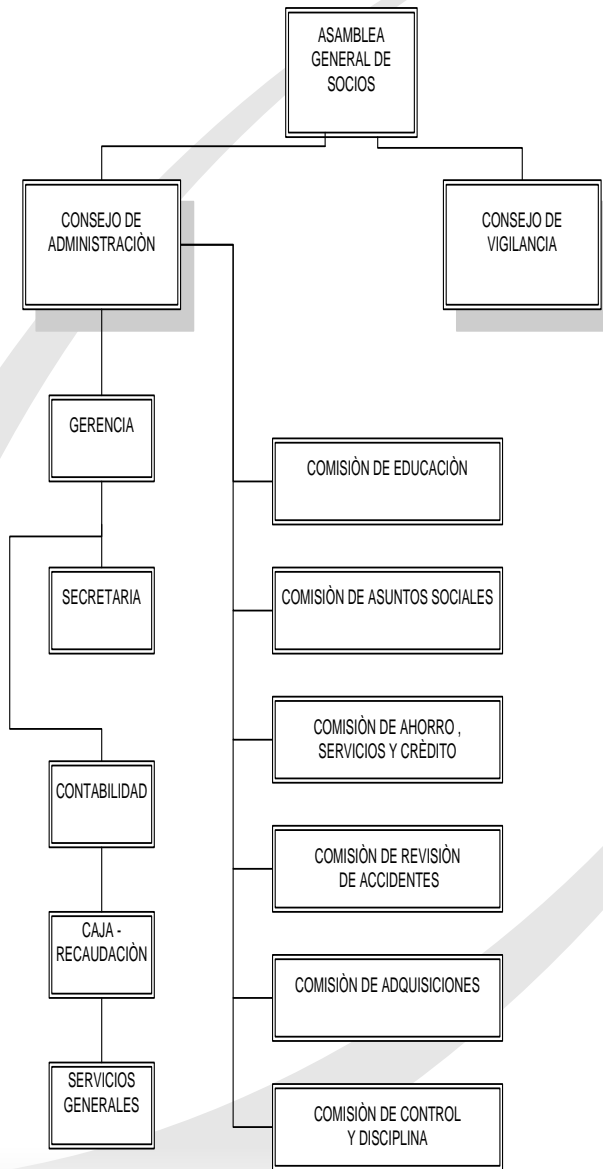 ASAMBLEA
GENERAL DE
SOCIOS
CONSEJO DE
ADMINISTRACIÒN
CONSEJO DE
VIGILANCIA
GERENCIA
SECRETARIA
CONTABILIDAD
CAJA -
RECAUDACIÒN
SERVICIOS
GENERALES
COMISIÒN DE EDUCACIÒN
COMISIÒN DE ASUNTOS SOCIALES
COMISIÒN DE AHORRO ,
SERVICIOS Y CRÈDITO
COMISIÒN DE REVISIÒN
DE ACCIDENTES
COMISIÒN DE ADQUISICIONES
COMISIÒN DE CONTROL
Y DISCIPLINA